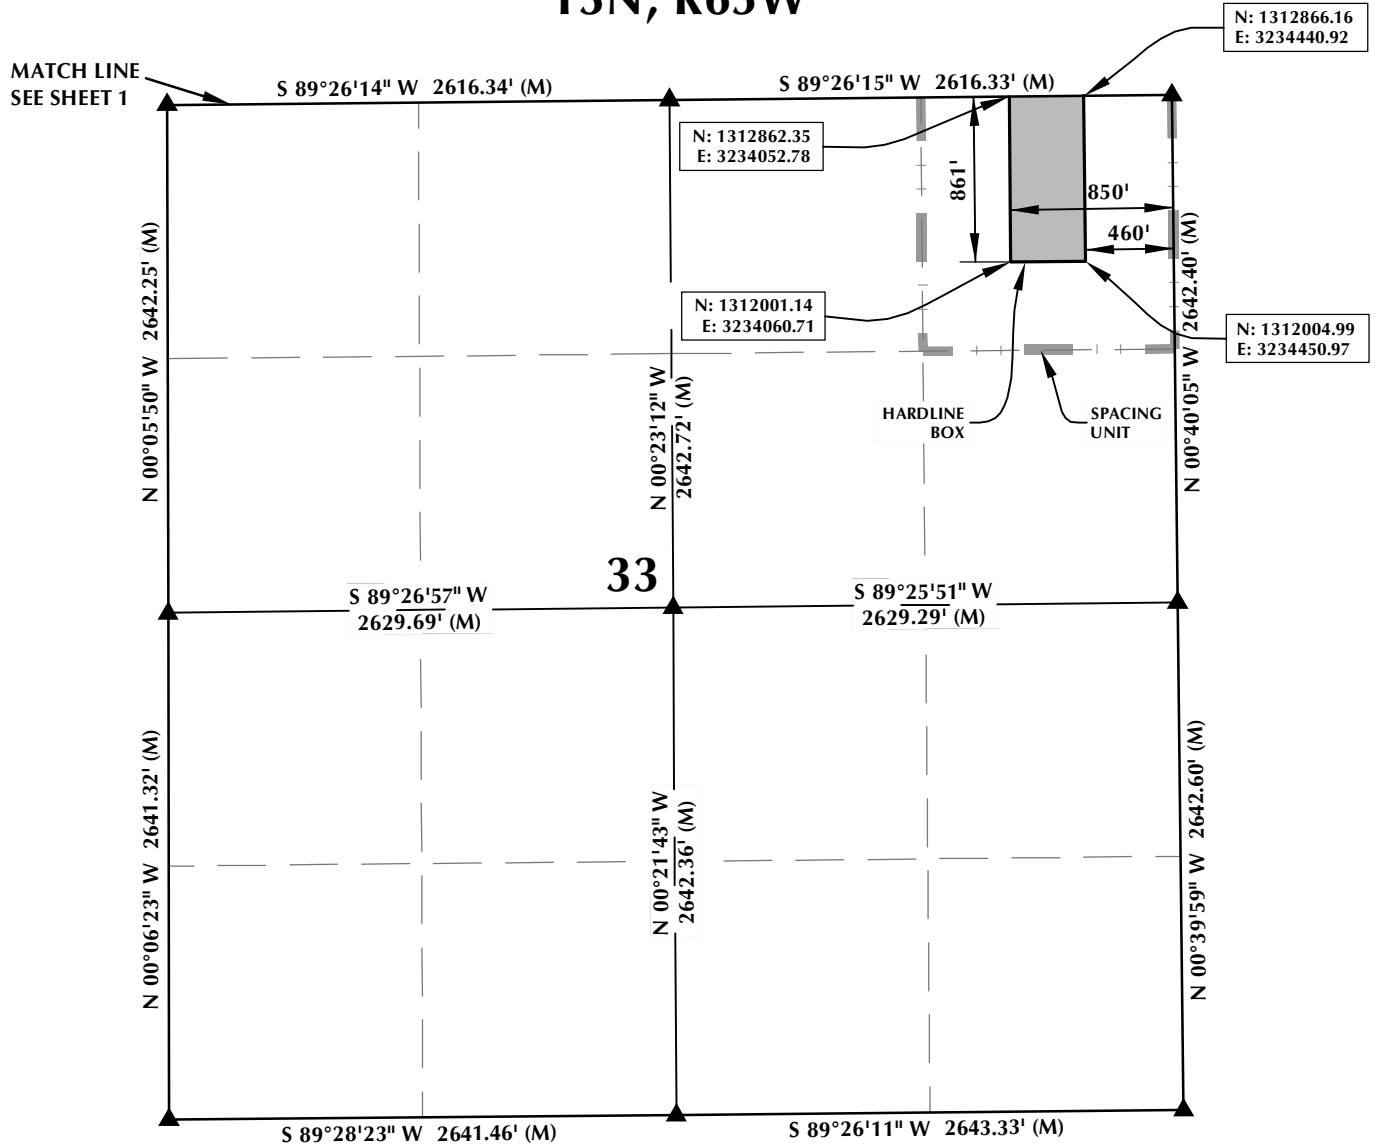 N: 1312866.16
E: 3234440.92
MATCH LINE
SEE SHEET 1
S 89°26'14" W 2616.34' (M)
S 89°26'15" W 2616.33' (M)
N: 1312862.35
E: 3234052.78
861'
850'
460'
N 00°05'50" W 2642.25' (M)
N 00°23'12" W
2642.72' (M)
N 00°40'05" W 2642.40' (M)
N: 1312001.14
E: 3234060.71
N: 1312004.99
E: 3234450.97
HARDLINE
BOX
SPACING
UNIT
33
S 89°26'57" W
2629.69' (M)
S 89°25'51" W
2629.29' (M)
N 00°06'23" W 2641.32' (M)
N 00°21'43" W
2642.36' (M)
N 00°39'59" W 2642.60' (M)
S 89°28'23" W 2641.46' (M)
S 89°26'11" W 2643.33' (M)